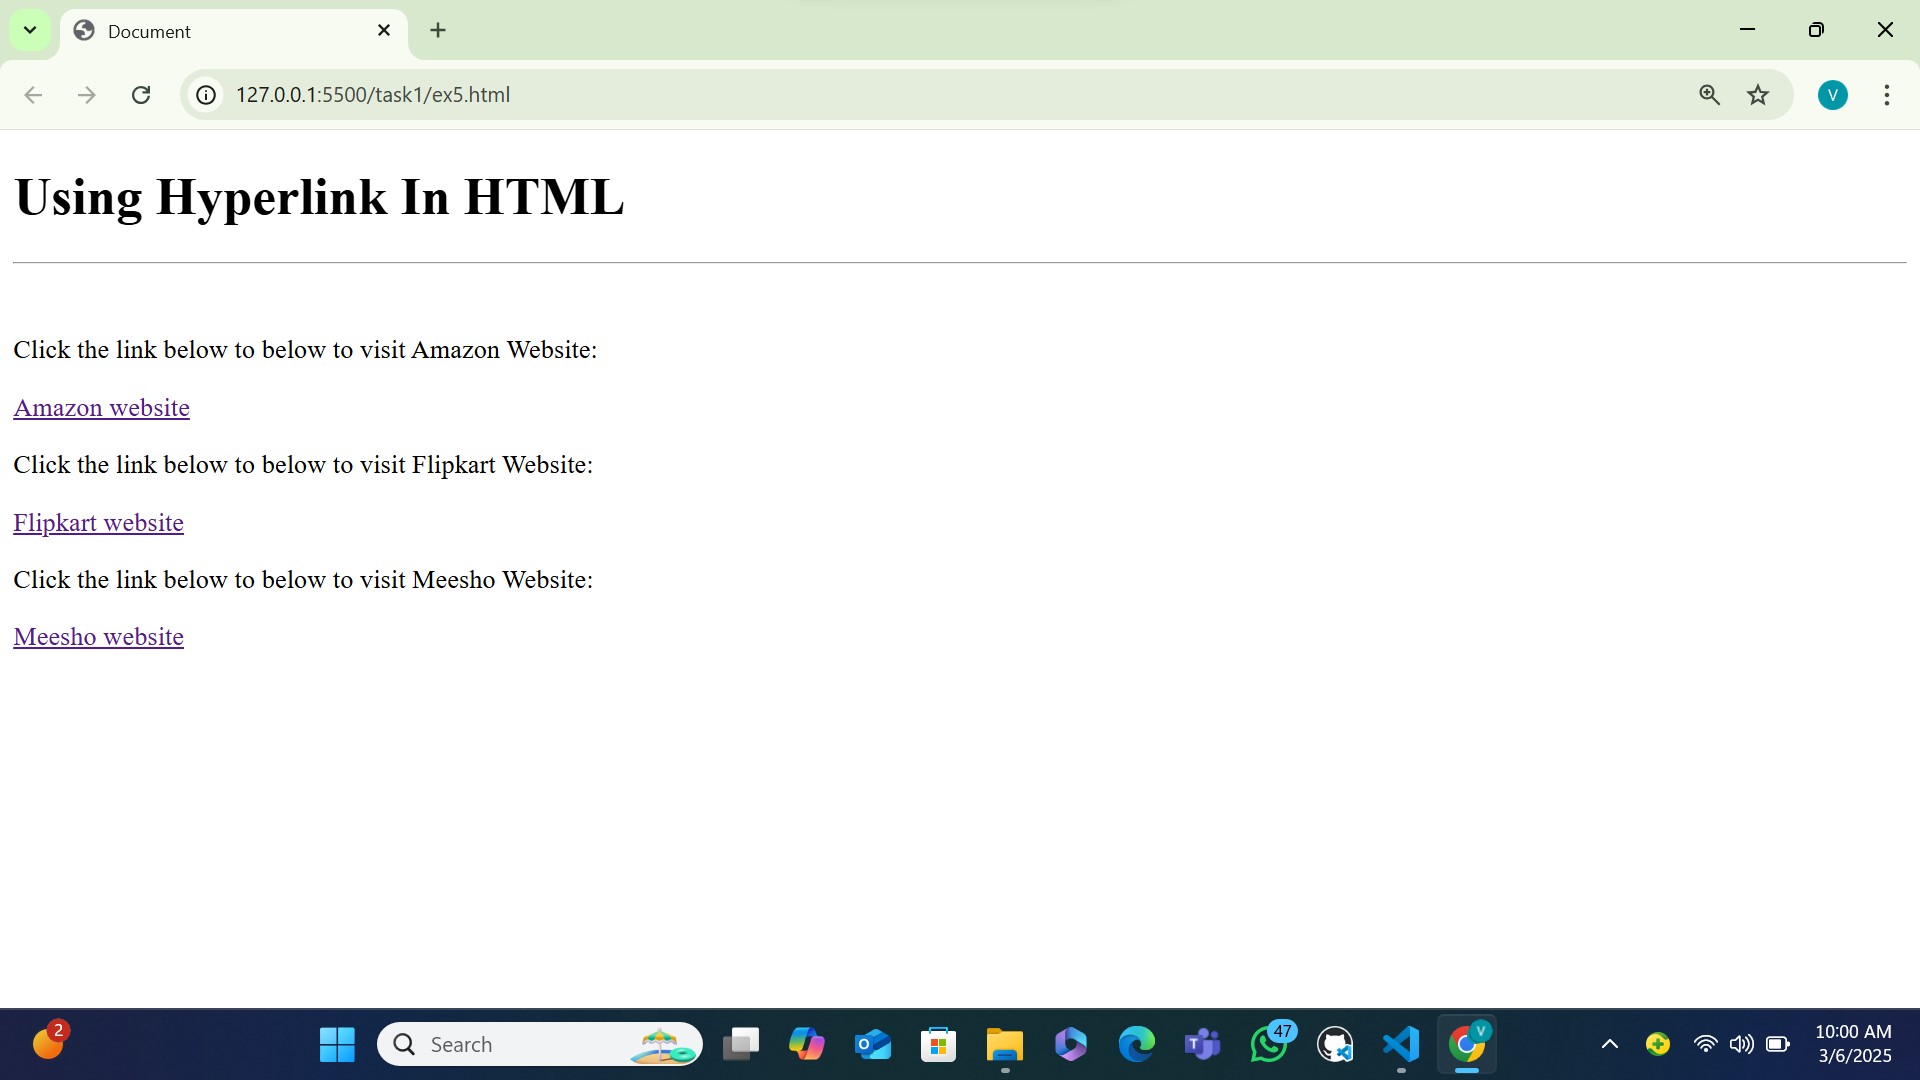 Document
127.0.0.1:5500/task1/ex5.html
V
Using Hyperlink In HTML
Click the link below to below to visit Amazon Website:
Amazon website
Click the link below to below to visit Flipkart Website:
Flipkart website
Click the link below to below to visit Meesho Website:
Meesho website
2
Search
47
V
10:00 AM
3/6/2025